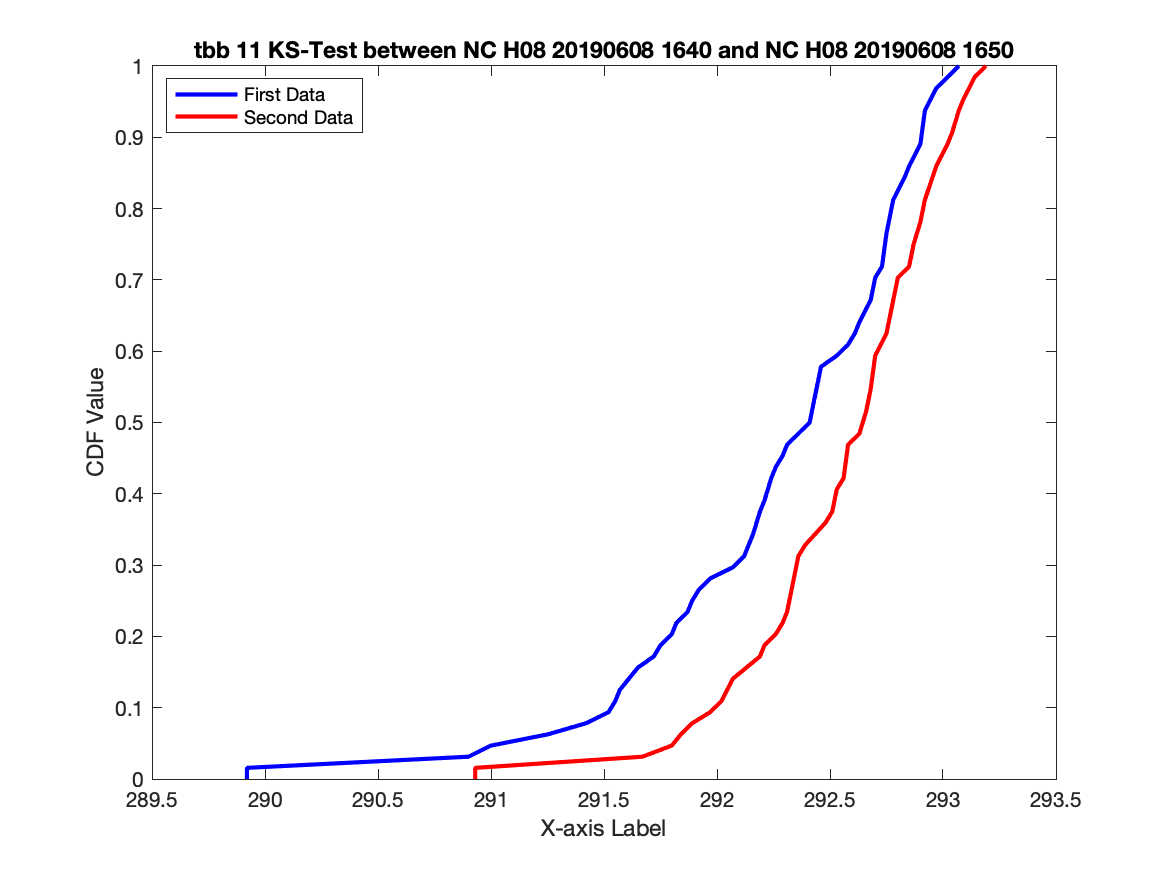 tbb 11 KS-Test between NC H08 20190608 1640 and NC H08 20190608 1650
First Data
Second Data
1
0.9
0.8
0.7
0.6
0.5
0.4
0.3
0.2
0.1
0
CDF Value
289.5 290 290.5 291 291.5 292 292.5 293 293.5
X-axis Label